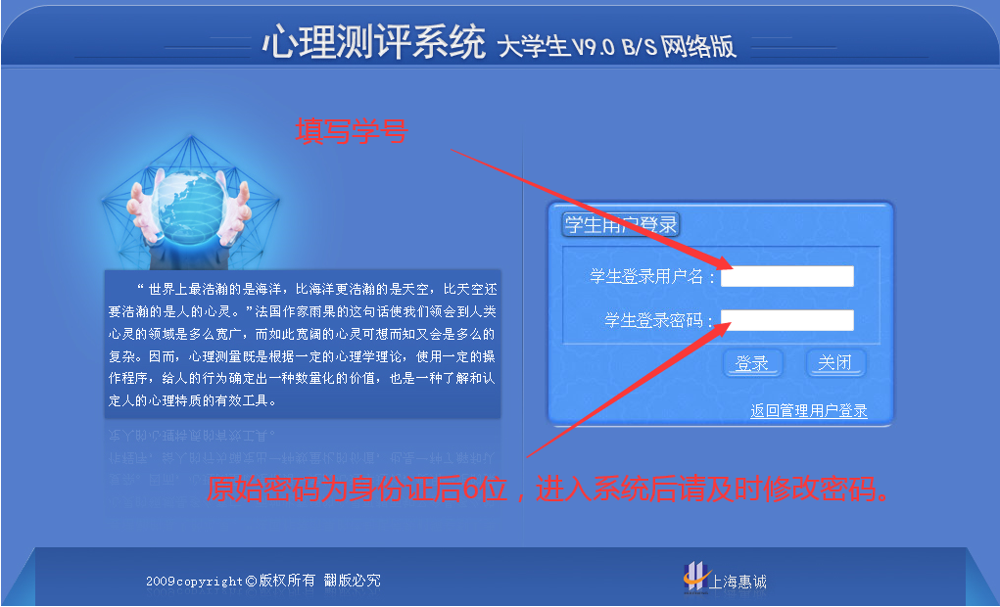 心理测评系统 大学生V9.0 B/S网络版
填写学号
学生用户登录
学生登录用户名：
学生登录密码：
登录 关闭
返回管理用户登录
“世界上最浩瀚的是海洋，比海洋更浩瀚的是天空，比天空还
要浩瀚的是人的心灵。”法国作家雨果的这句话使我们领会到人类
心灵的领域是多么宽广，而如此宽阔的心灵可想而知又会是多么的
复杂。因而，心理测量既是根据一定的心理学理论，使用一定的操
作程序，给人的行为确定出一种数量化的价值，也是一种了解和认
定人的心理特质的有效工具。
原始密码为身份证后6位，进入系统后请及时修改密码。
2009copyright©版权所有 翻版必究
上海惠诚